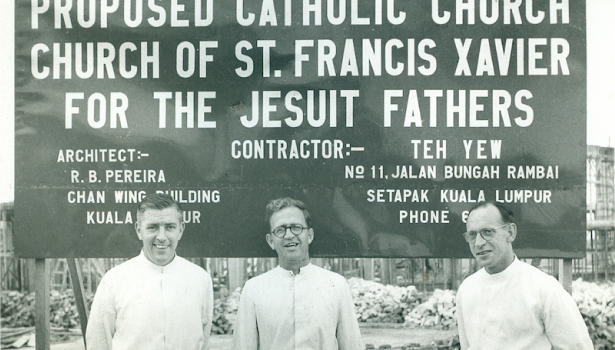 PROPOSED CATHOLIC CHURCH
CHURCH OF ST. FRANCIS XAVIER
FOR THE JESUIT FATHERS
ARCHITECT:-
R. B. PEREIRA
CHAN WING BUILDING
KUALA
CONTRACTOR:- TEH YEW
Nº 11, JALAN BUNGAH RAMBAI
SETAPAK KUALA LUMPUR
PHONE 6